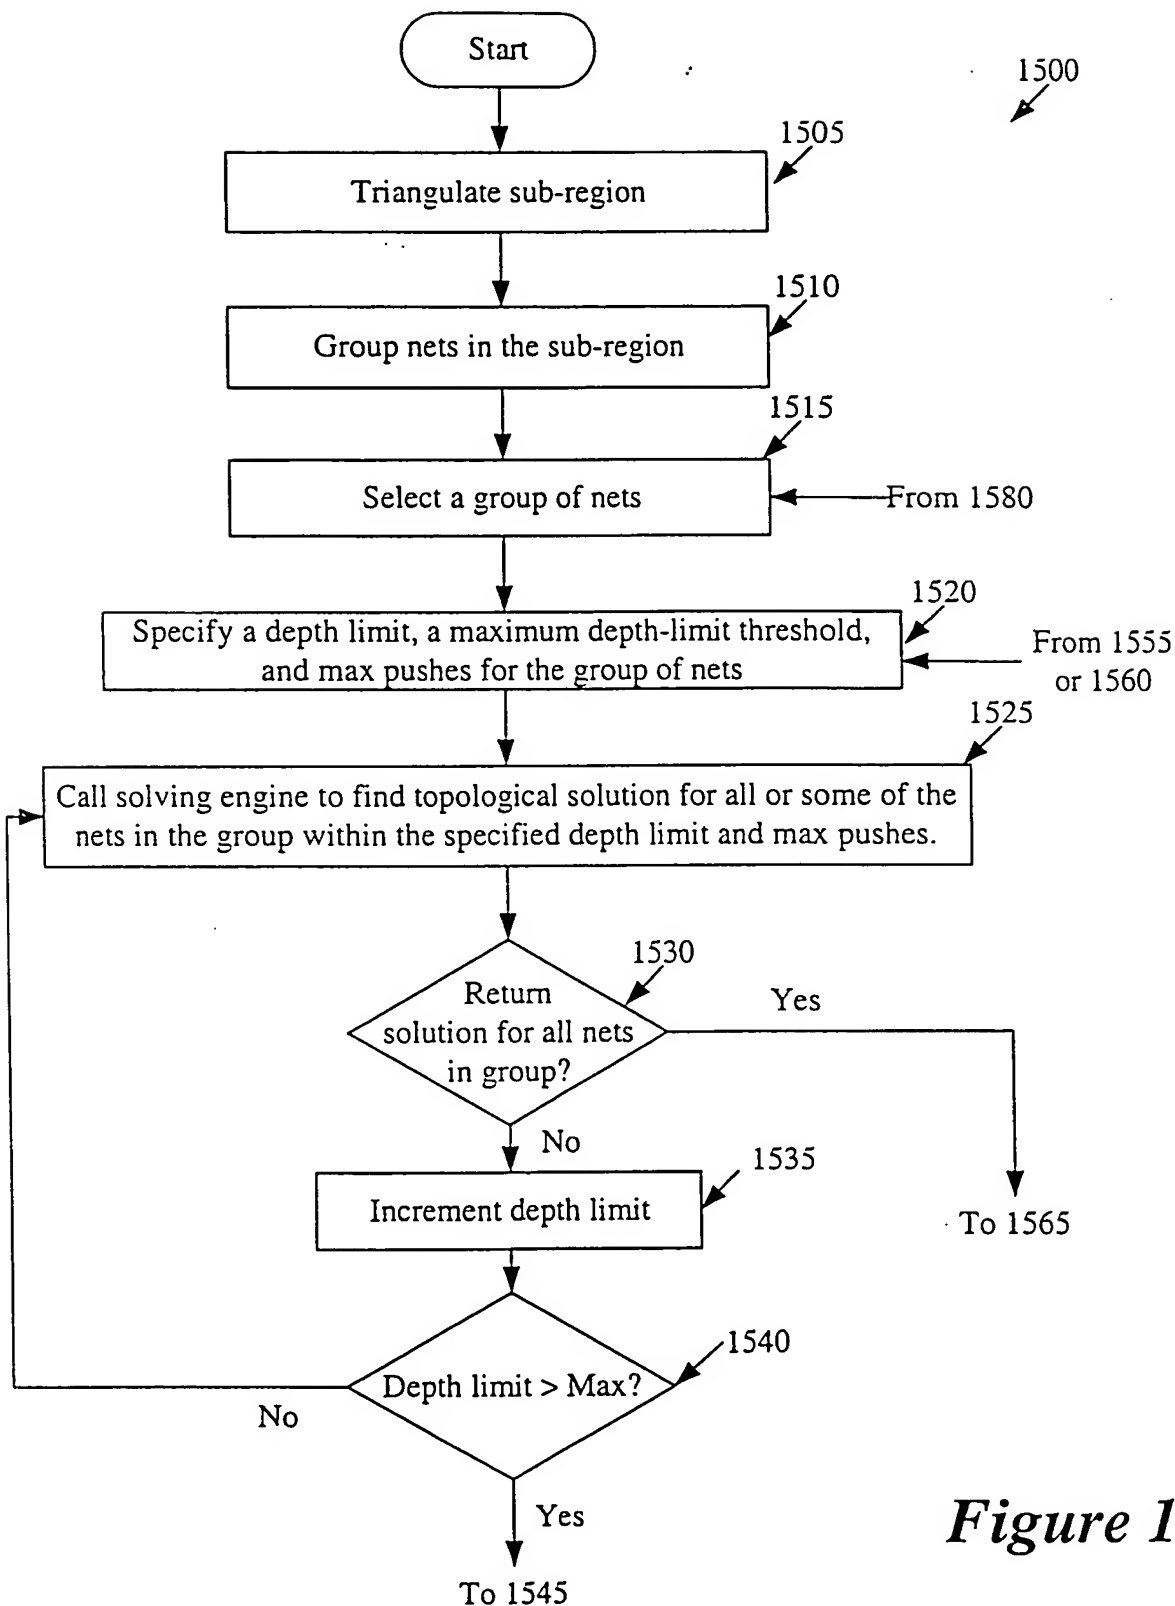 Start
1500
1505
Triangulate sub-region
1510
Group nets in the sub-region
1515
Select a group of nets
From 1580
1520
Specify a depth limit, a maximum depth-limit threshold,
and max pushes for the group of nets
From 1555
or 1560
1525
Call solving engine to find topological solution for all or some of the
nets in the group within the specified depth limit and max pushes.
1530
Return
solution for all nets
in group?
Yes
No
1535
Increment depth limit
To 1565
1540
Depth limit > Max?
No
Yes
Figure 1
To 1545